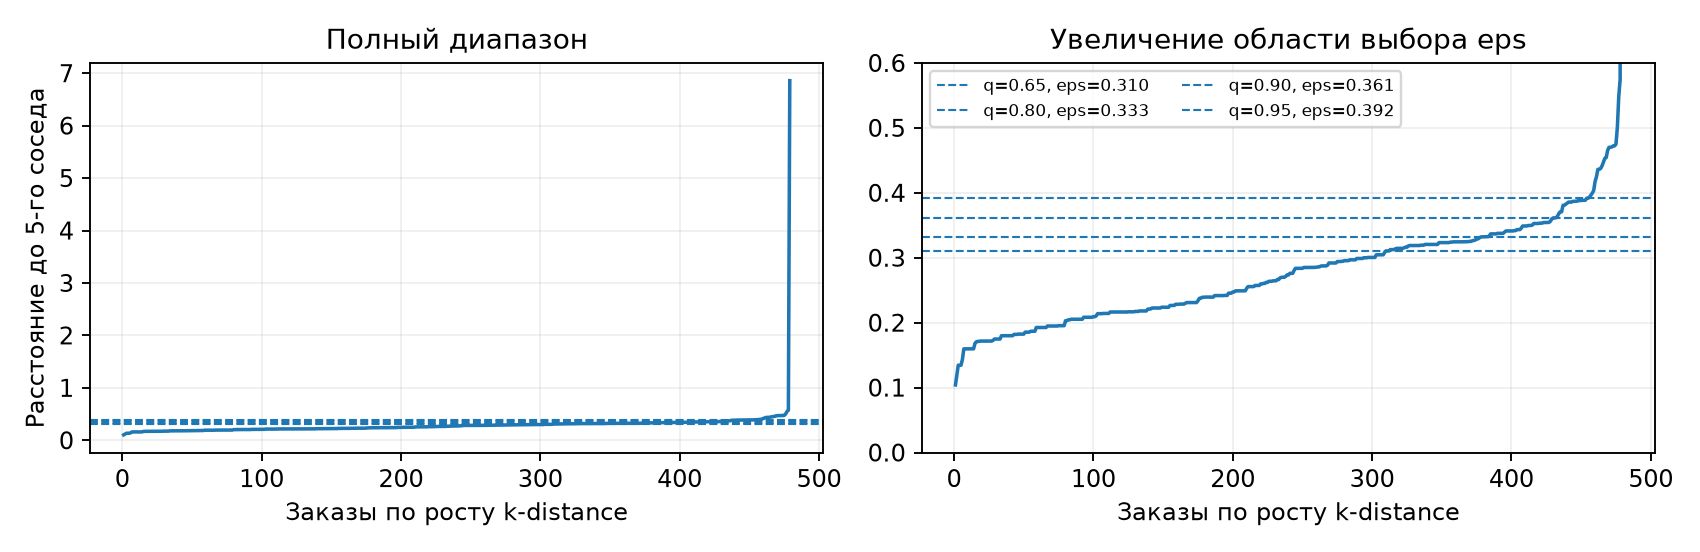 Полный диапазон
Расстояние до 5-го соседа
7
6
5
4
3
2
1
0
0 100 200 300 400 500
Заказы по росту k-distance
Увеличение области выбора eps
q=0.65, eps=0.310 q=0.90, eps=0.361
q=0.80, eps=0.333 q=0.95, eps=0.392
0.6
0.5
0.4
0.3
0.2
0.1
0.0
0 100 200 300 400 500
Заказы по росту k-distance